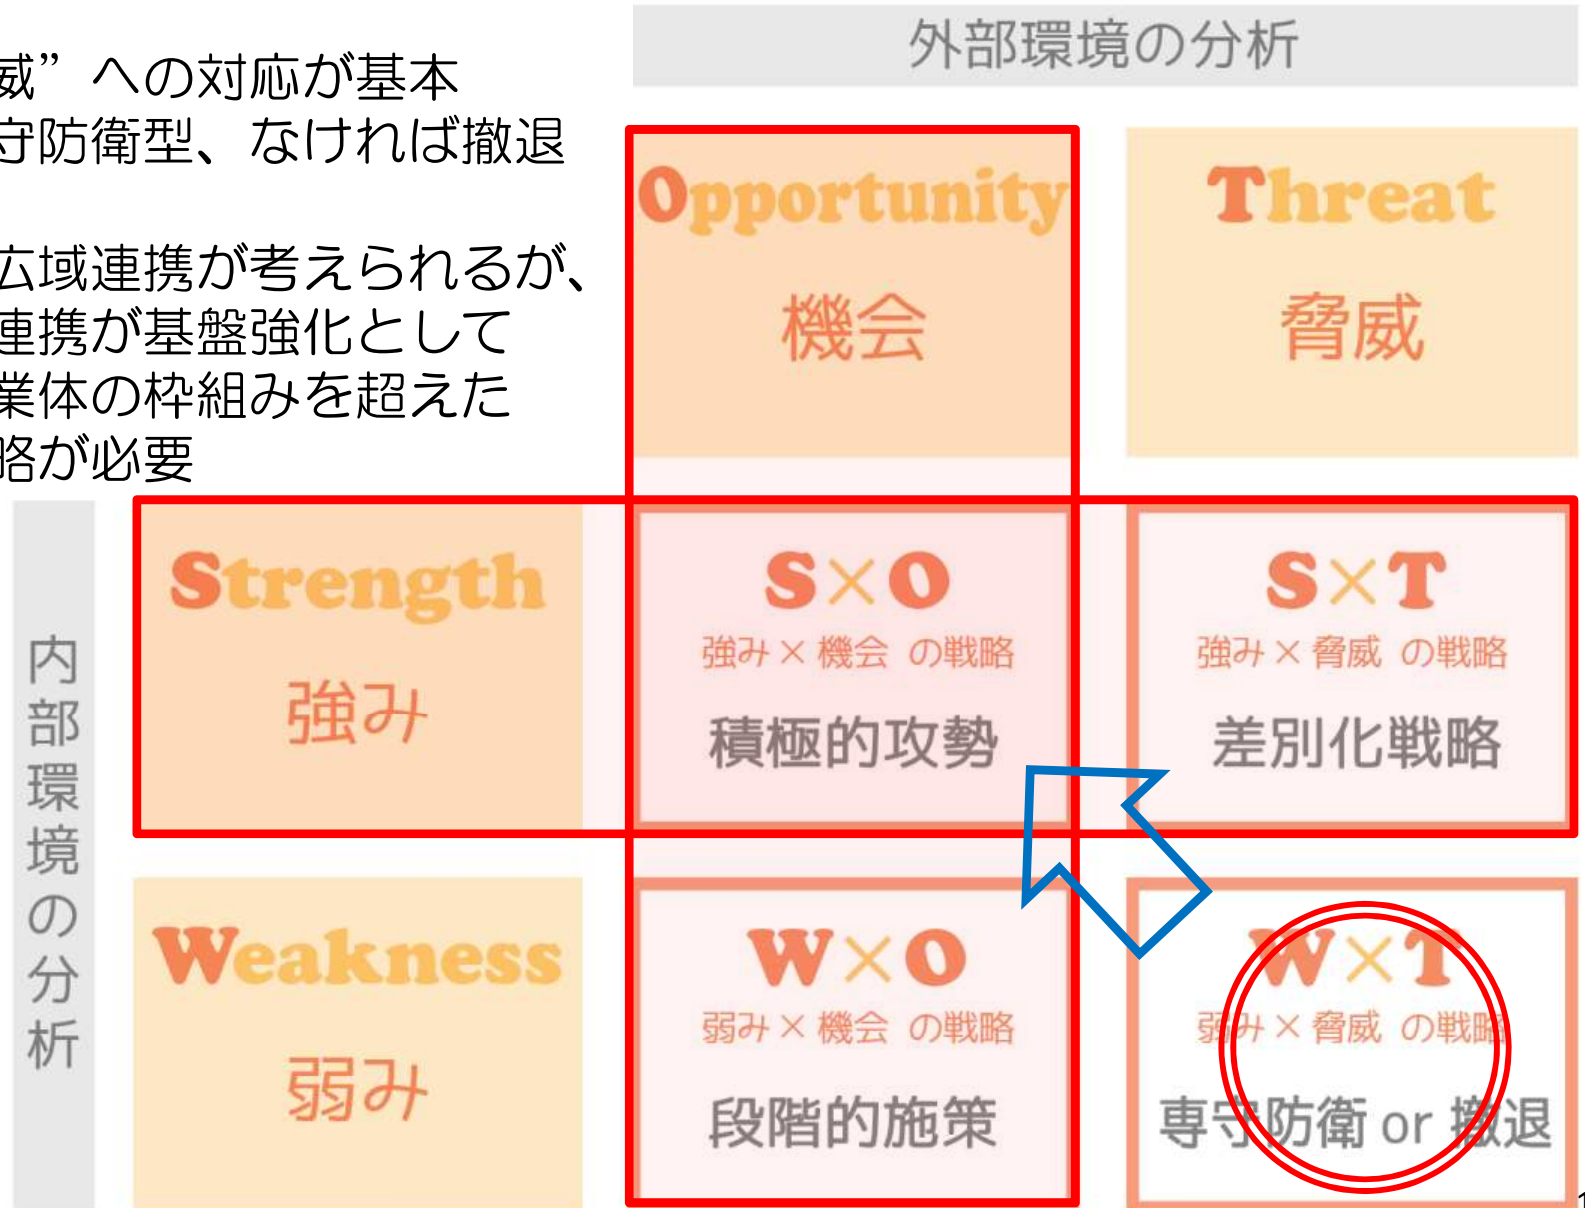 威”への対応が基本
守防衛型、なければ撤退
広域連携が考えられるが、
連携が基盤強化として
業体の枠組みを超えた
略が必要
外部環境の分析
Opportunity
機会
Threat
脅威
内部環境の分析
Strength
強み
S×O
強み×機会 の戦略
積極的攻勢
S×T
強み×脅威 の戦略
差別化戦略
Weakness
弱み
W×O
弱み×機会 の戦略
段階的施策
W×T
弱み×脅威 の戦略
専守防衛 or 撤退